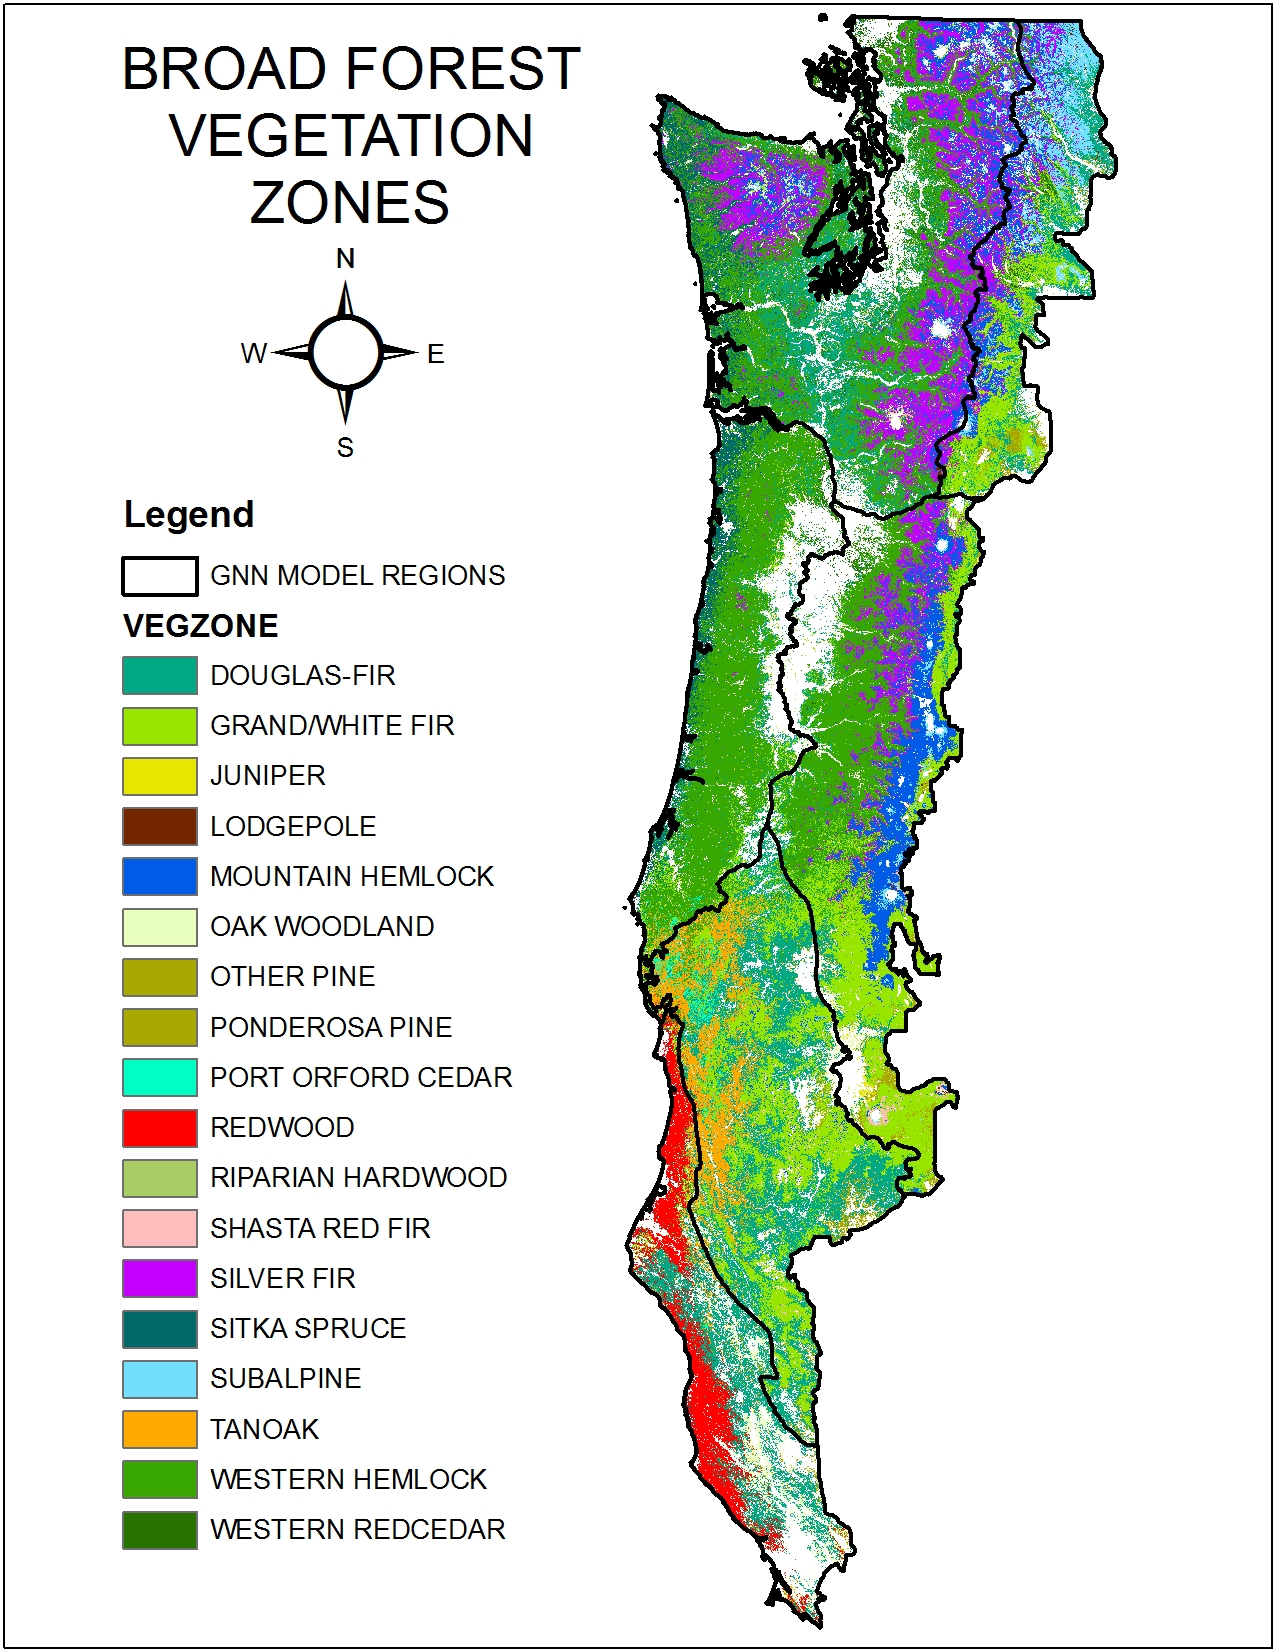 BROAD FOREST
VEGETATION
ZONES
N
W E
S
Legend
GNN MODEL REGIONS
VEGZONE
DOUGLAS-FIR
GRAND/WHITE FIR
JUNIPER
LODGEPOLE
MOUNTAIN HEMLOCK
OAK WOODLAND
OTHER PINE
PONDEROSA PINE
PORT ORFORD CEDAR
REDWOOD
RIPARIAN HARDWOOD
SHASTA RED FIR
SILVER FIR
SITKA SPRUCE
SUBALPINE
TANOAK
WESTERN HEMLOCK
WESTERN REDCEDAR